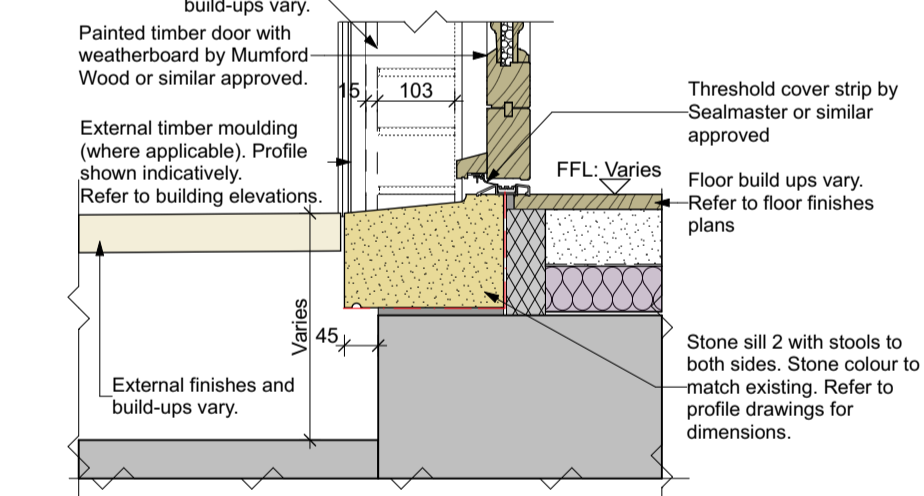 build-ups vary.
Painted timber door with
weatherboard by Mumford
Wood or similar approved.
15
103
External timber moulding
(where applicable). Profile
shown indicatively.
Refer to building elevations.
Threshold cover strip by
Sealmaster or similar
approved
FFL: Varies
Floor build ups vary.
Refer to floor finishes
plans
Varies
45
External finishes and
build-ups vary.
Stone sill 2 with stools to
both sides. Stone colour to
match existing. Refer to
profile drawings for
dimensions.